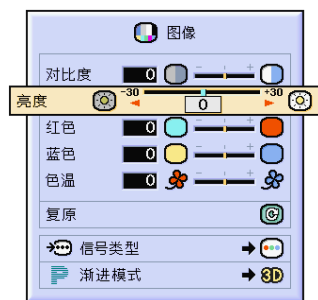 图像
对比度 0 - +
亮度 -30 0 +30
红色 0 - +
蓝色 0 - +
色温 0 - +
复原
信号类型
P 渐进模式 3D